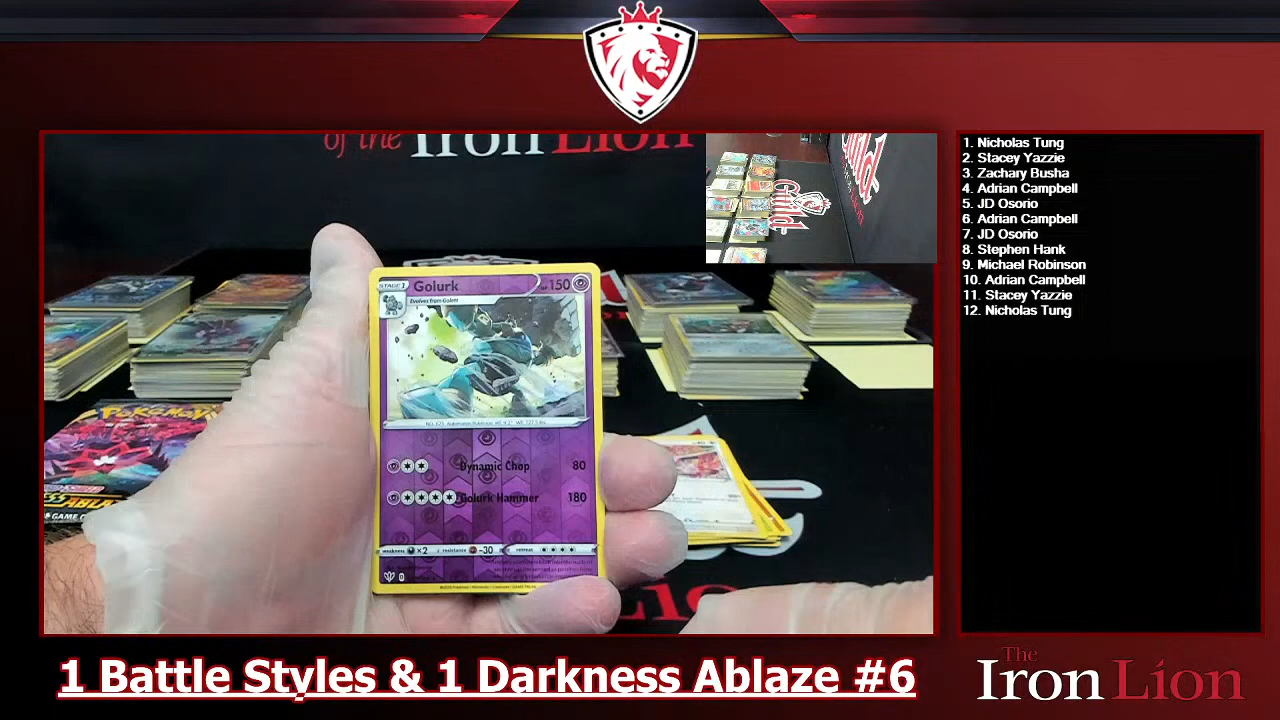 of the Iron Lion
Guild
1. Nicholas Tung
2. Stacey Yazzie
3. Zachary Busha
4. Adrian Campbell
5. JD Osorio
6. Adrian Campbell
7. JD Osorio
8. Stephen Hank
9. Michael Robinson
10. Adrian Campbell
11. Stacey Yazzie
12. Nicholas Tung
STAGE 1
Golurk
150
Evolves from Golett
Dynamic Chop 80
Golurk Hammer 180
weakness ×2 resistance -30 retreat
POKÉMON
ABLAZE
1 Battle Styles & 1 Darkness Ablaze #6
The
Iron Lion